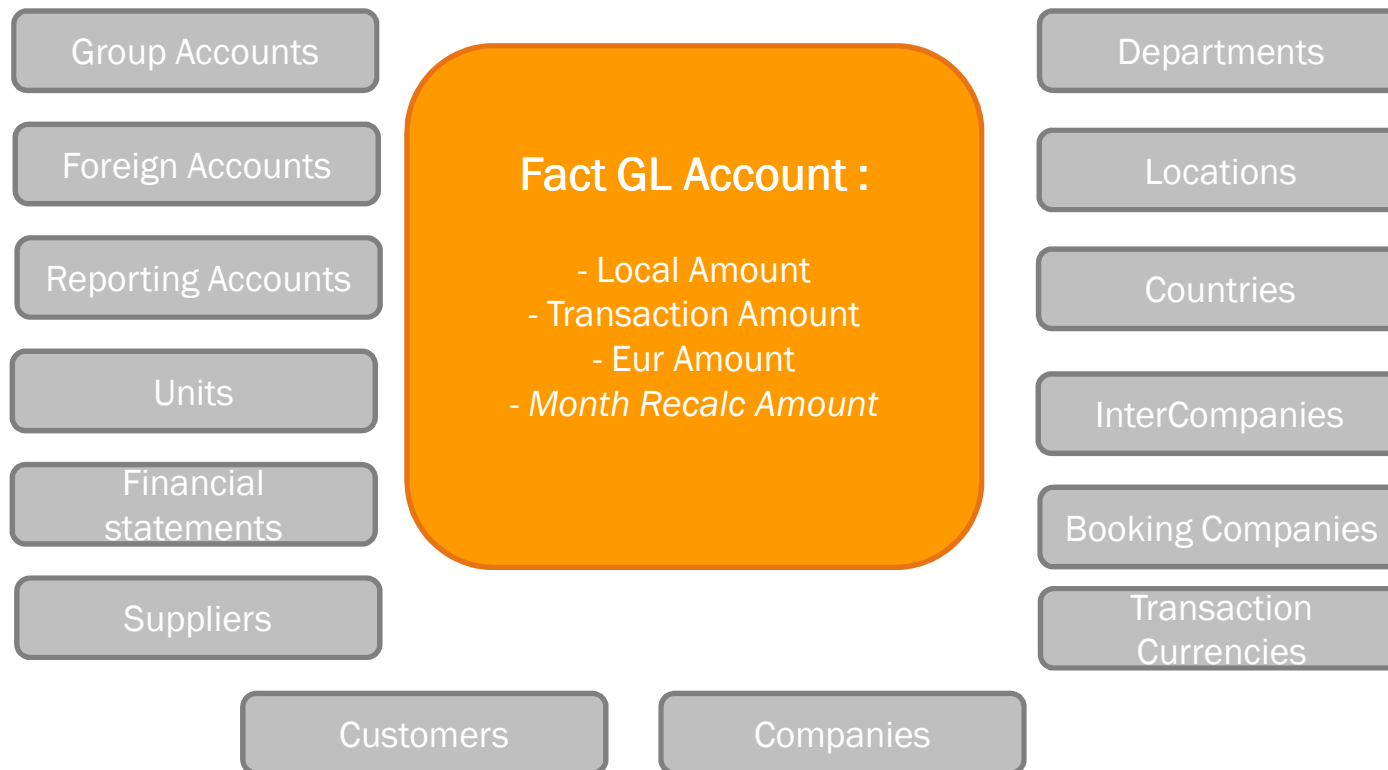 Group Accounts
Foreign Accounts
Reporting Accounts
Units
Financial
statements
Suppliers
Fact GL Account :
- Local Amount
- Transaction Amount
- Eur Amount
- Month Recalc Amount
Departments
Locations
Countries
InterCompanies
Booking Companies
Transaction
Currencies
Customers
Companies